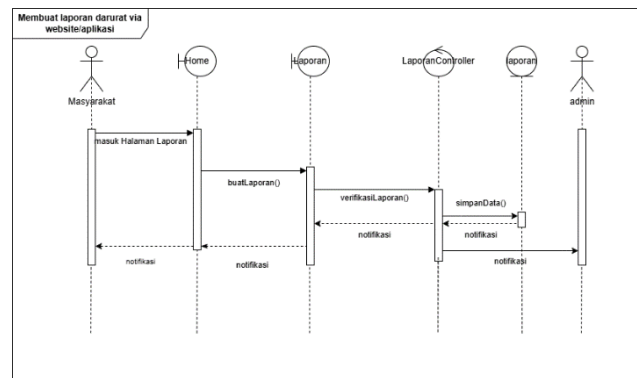 Membuat laporan darurat via
website/aplikasi
Masyarakat
Home
Laporan
LaporanController
laporan
admin
masuk Halaman Laporan
buatLaporan()
verifikasiLaporan()
simpanData()
notifikasi
notifikasi
notifikasi
notifikasi
notifikasi